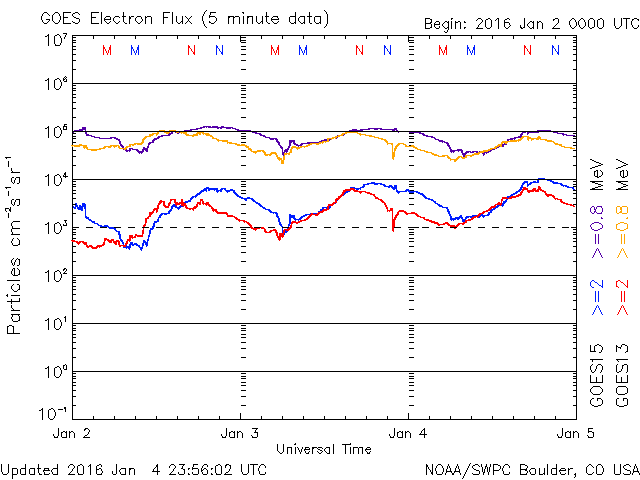 GOES Electron Flux (5 minute data)
Begin: 2016 Jan 2 0000 UTC
M M N N M M N N M M N N
10⁷
10⁶
10⁵
10⁴
10³
10²
10¹
10⁰
10⁻¹
Particles cm⁻²s⁻¹sr⁻¹
Jan 2 Jan 3 Jan 4 Jan 5
Universal Time
GOES15 >=2 >=0.8 MeV
GOES13 >=2 >=0.8 MeV
Updated 2016 Jan 4 23:56:02 UTC
NOAA/SWPC Boulder, CO USA